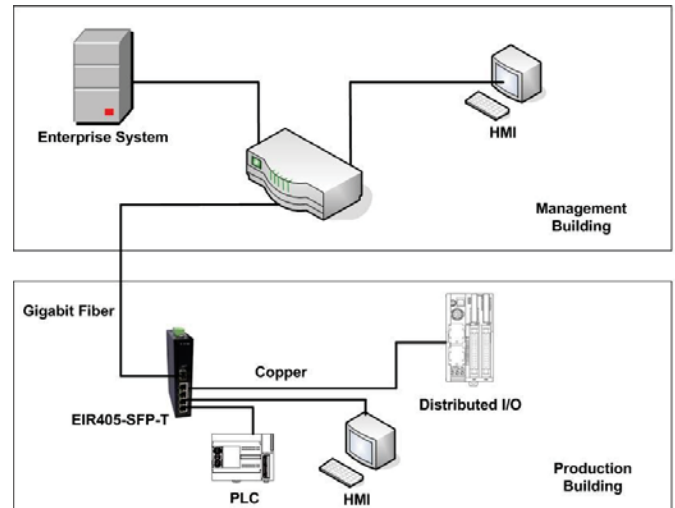 Enterprise System
HMI
Management
Building
Gigabit Fiber
Copper
EIR405-SFP-T
Distributed I/O
PLC
HMI
Production
Building